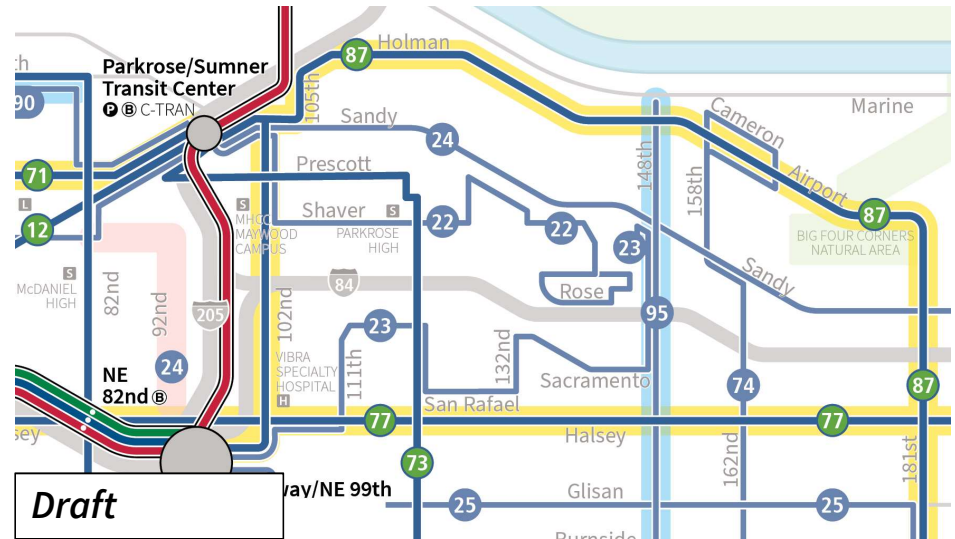 th
Parkrose/Sumner
Transit Center
P B C-TRAN
90
87
Holman
105th
Sandy
24
Cameron
Marine
71
Prescott
148th
158th
Airport
87
L
S
MHCC
MAYWOOD
CAMPUS
Shaver
S
PARKROSE
HIGH
22
22
23
12
BIG FOUR CORNERS
NATURAL AREA
S
McDANIEL
HIGH
82nd
92nd
205
102nd
84
Rose
Sandy
95
23
111th
132nd
VIBRA
SPECIALTY
HOSPITAL
H
24
NE
82nd B
Sacramento
74
87
San Rafael
77
77
sey
Halsey
73
162nd
181st
way/NE 99th
Draft
25
Glisan
25
Burnside